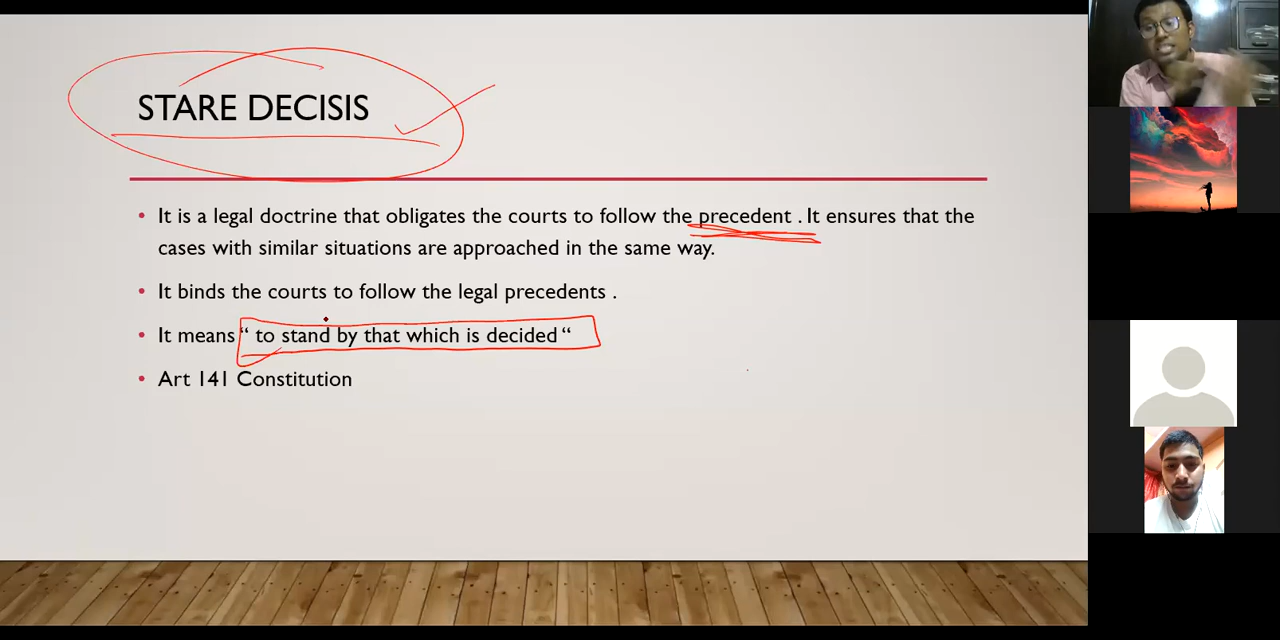 STARE DECISIS
• It is a legal doctrine that obligates the courts to follow the precedent . It ensures that the
cases with similar situations are approached in the same way.
• It binds the courts to follow the legal precedents .
• It means “ to stand by that which is decided “
• Art 141 Constitution